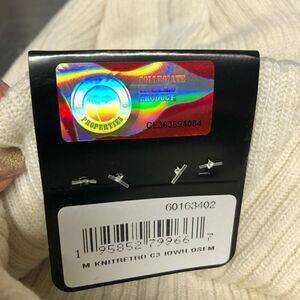 COLLEGIATE
LICENSED
PRODUCT
PROPERTIES
CL363694084
60163402
1 95852 79966 7
M KNITRETRO C3 IOWH OSFM